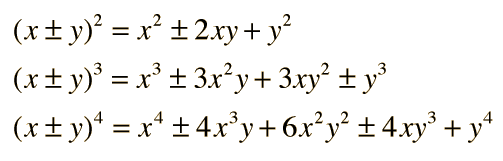 (x ± y)² = x² ± 2xy + y²
(x ± y)³ = x³ ± 3x²y + 3xy² ± y³
(x ± y)⁴ = x⁴ ± 4x³y + 6x²y² ± 4xy³ + y⁴